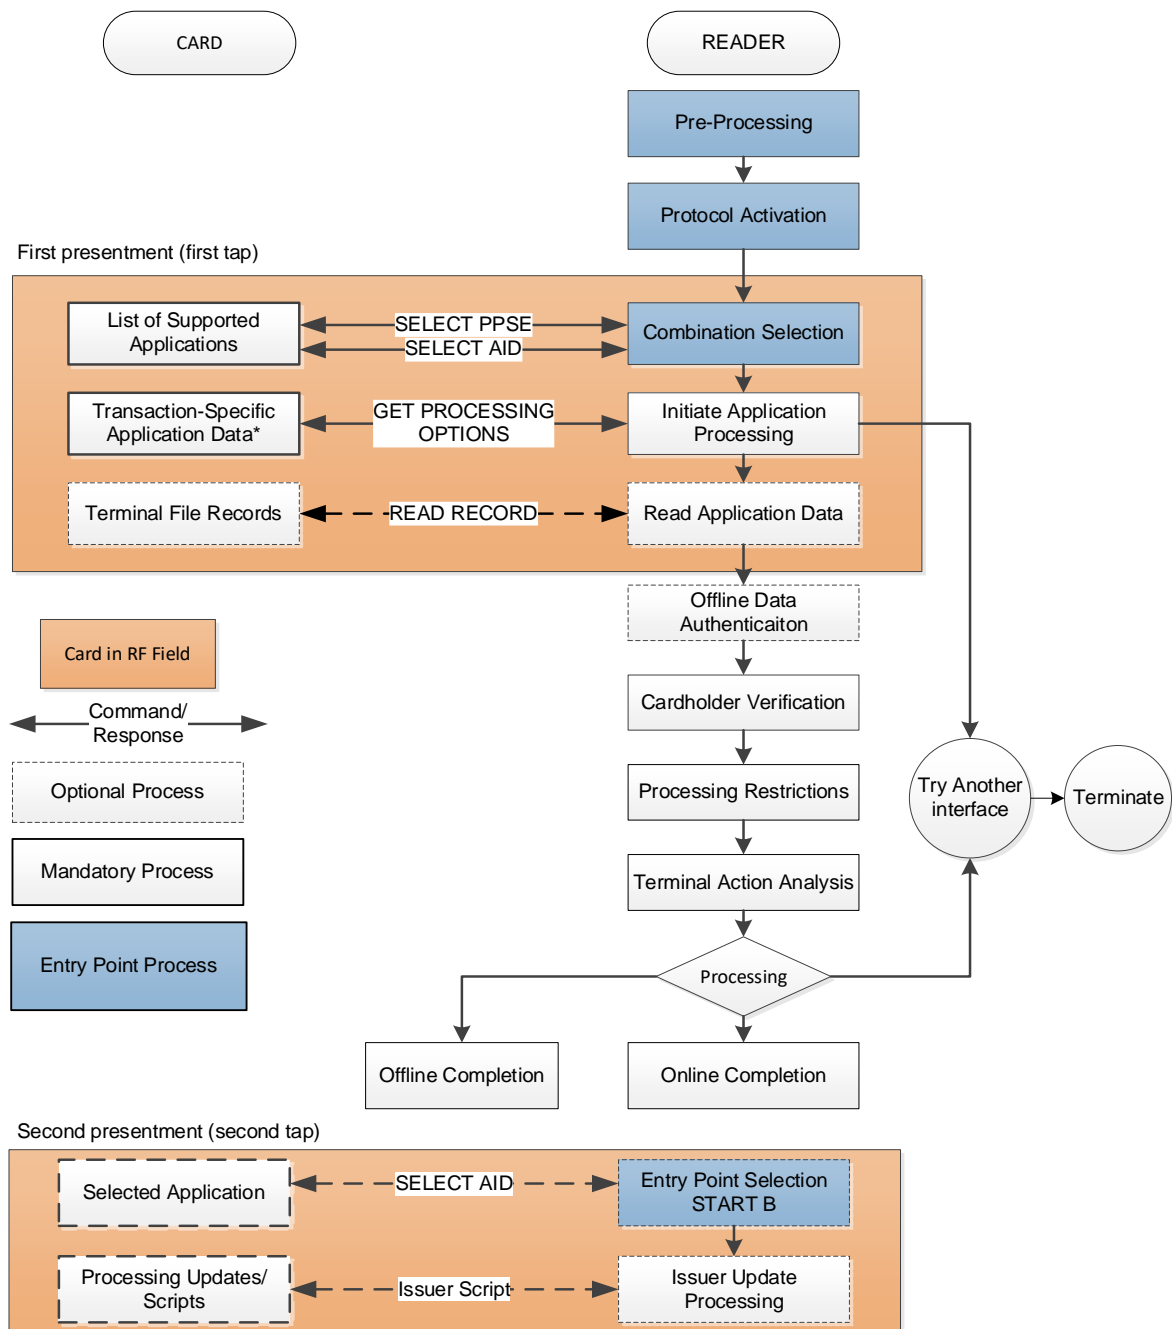 CARD
READER
Pre-Processing
Protocol Activation
First presentment (first tap)
List of Supported
Applications
SELECT PPSE
SELECT AID
Combination Selection
Transaction-Specific
Application Data*
GET PROCESSING
OPTIONS
Initiate Application
Processing
Terminal File Records
READ RECORD
Read Application Data
Offline Data
Authenticaiton
Card in RF Field
Cardholder Verification
Command/
Response
Optional Process
Processing Restrictions
Try Another
interface
Terminate
Mandatory Process
Terminal Action Analysis
Entry Point Process
Processing
Offline Completion
Online Completion
Second presentment (second tap)
Selected Application
SELECT AID
Entry Point Selection
START B
Processing Updates/
Scripts
Issuer Script
Issuer Update
Processing